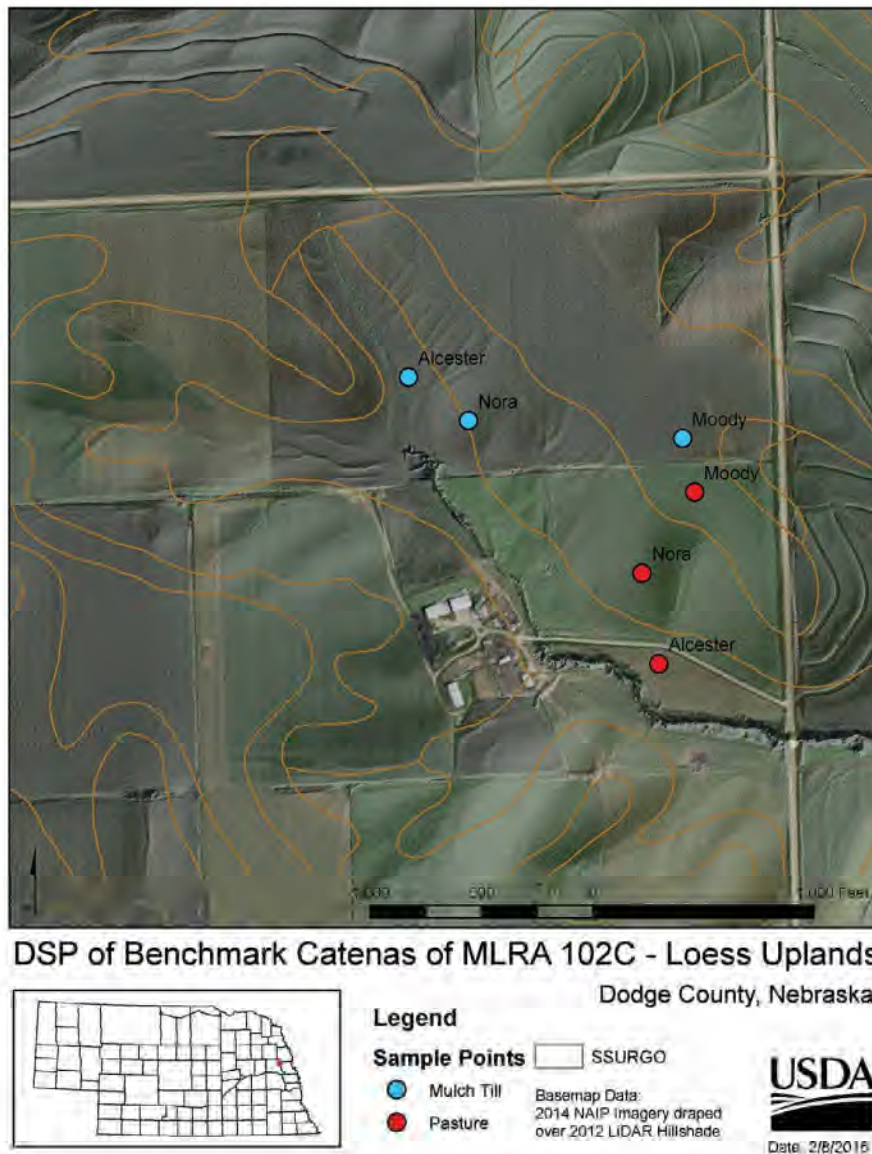 Alcester
Nora
Moody
Moody
Nora
Alcester
1,000 Feet
DSP of Benchmark Catenas of MLRA 102C - Loess Uplands
Dodge County, Nebraska
Legend
Sample Points
SSURGO
Mulch Till
Pasture
Basemap Data:
2014 NAIP Imagery draped
over 2012 LiDAR Hillshade
USDA
Date: 2/8/2016